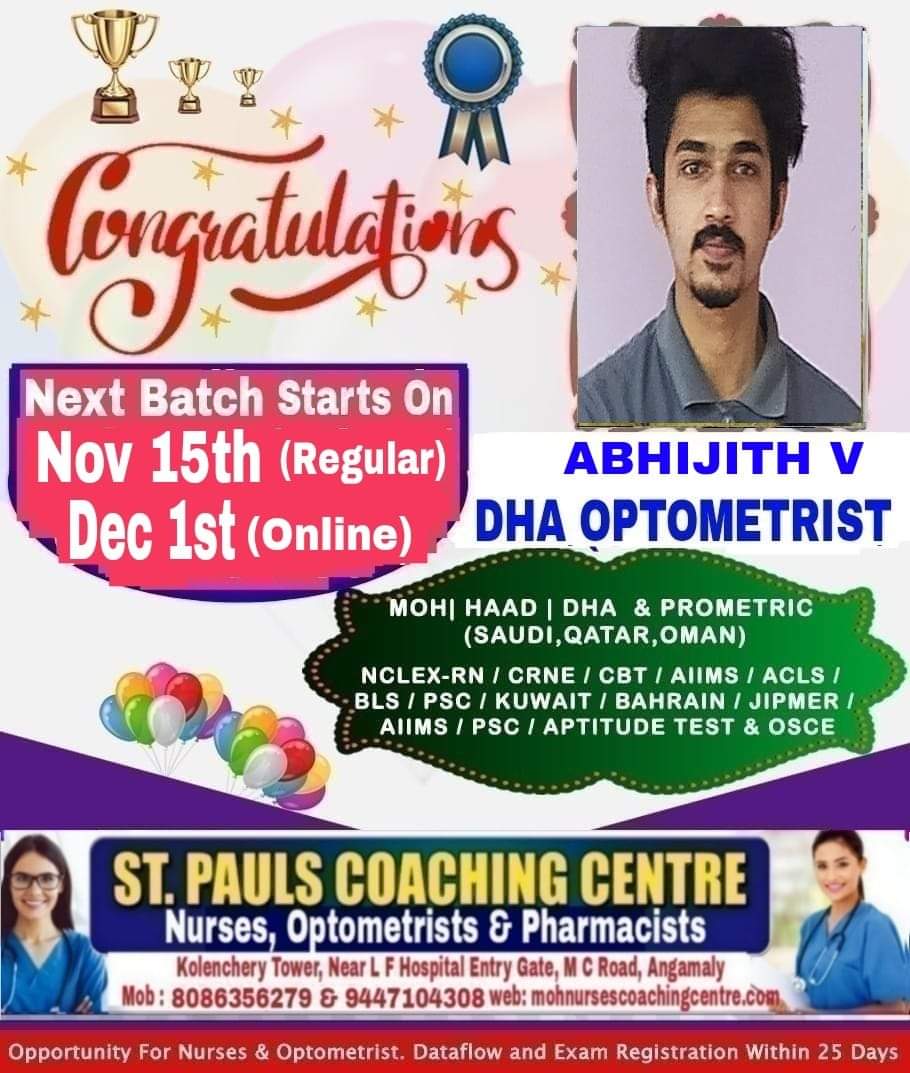 Congratulations
Next Batch Starts On
Nov 15th (Regular)
Dec 1st (Online)
ABHIJITH V
DHA OPTOMETRIST
MOH| HAAD | DHA & PROMETRIC
(SAUDI,QATAR,OMAN)
NCLEX-RN / CRNE / CBT / AIIMS / ACLS /
BLS / PSC / KUWAIT / BAHRAIN / JIPMER /
AIIMS / PSC / APTITUDE TEST & OSCE
ST. PAULS COACHING CENTRE
Nurses, Optometrists & Pharmacists
Kolenchery Tower, Near L F Hospital Entry Gate, M C Road, Angamaly
Mob : 8086356279 & 9447104308 web: mohnursescoachingcentre.com
Opportunity For Nurses & Optometrist. Dataflow and Exam Registration Within 25 Days